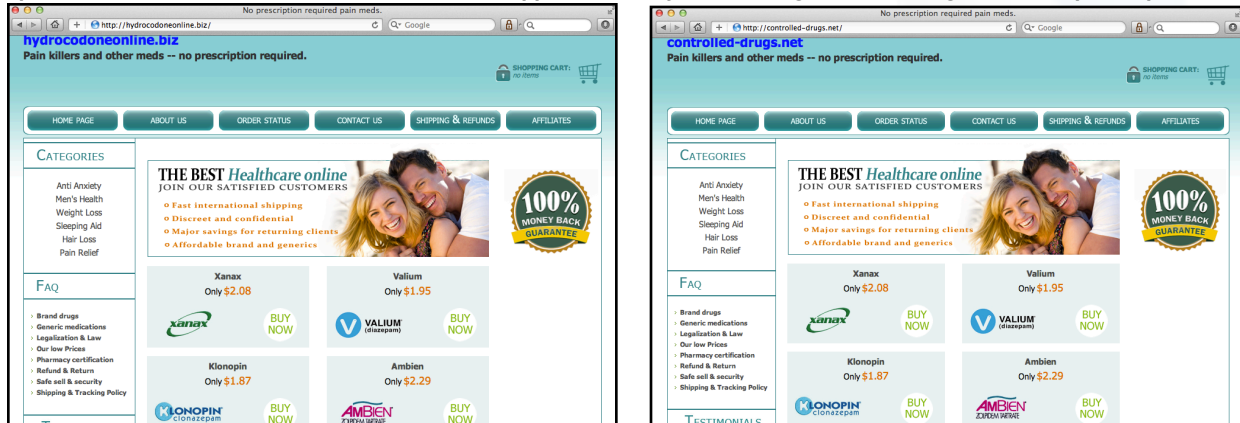 No prescription required pain meds.
http://hydrocodoneonline.biz/
Google
hydrocodoneonline.biz
Pain killers and other meds -- no prescription required.
SHOPPING CART:
no items
HOME PAGE
ABOUT US
ORDER STATUS
CONTACT US
SHIPPING & REFUNDS
AFFILIATES
CATEGORIES
Anti Anxiety
Men's Health
Weight Loss
Sleeping Aid
Hair Loss
Pain Relief
THE BEST Healthcare online
JOIN OUR SATISFIED CUSTOMERS
o Fast international shipping
o Discreet and confidential
o Major savings for returning clients
o Affordable brand and generics
100%
MONEY BACK
GUARANTEE
FAQ
› Brand drugs
› Generic medications
› Legalization & Law
› Our low Prices
› Pharmacy certification
› Refund & Return
› Safe sell & security
› Shipping & Tracking Policy
Xanax
Only $2.08
xanax
BUY
NOW
Valium
Only $1.95
V VALIUM
(diazepam)
BUY
NOW
Klonopin
Only $1.87
KLONOPIN
clonazepam
BUY
NOW
Ambien
Only $2.29
AMBIEN
ZOLPIDEM TARTRATE
BUY
NOW
No prescription required pain meds.
http://controlled-drugs.net/
Google
controlled-drugs.net
Pain killers and other meds -- no prescription required.
SHOPPING CART:
no items
HOME PAGE
ABOUT US
ORDER STATUS
CONTACT US
SHIPPING & REFUNDS
AFFILIATES
CATEGORIES
Anti Anxiety
Men's Health
Weight Loss
Sleeping Aid
Hair Loss
Pain Relief
THE BEST Healthcare online
JOIN OUR SATISFIED CUSTOMERS
o Fast international shipping
o Discreet and confidential
o Major savings for returning clients
o Affordable brand and generics
100%
MONEY BACK
GUARANTEE
FAQ
› Brand drugs
› Generic medications
› Legalization & Law
› Our low Prices
› Pharmacy certification
› Refund & Return
› Safe sell & security
› Shipping & Tracking Policy
TESTIMONIALS
Xanax
Only $2.08
xanax
BUY
NOW
Valium
Only $1.95
V VALIUM
(diazepam)
BUY
NOW
Klonopin
Only $1.87
KLONOPIN
clonazepam
BUY
NOW
Ambien
Only $2.29
AMBIEN
ZOLPIDEM TARTRATE
BUY
NOW